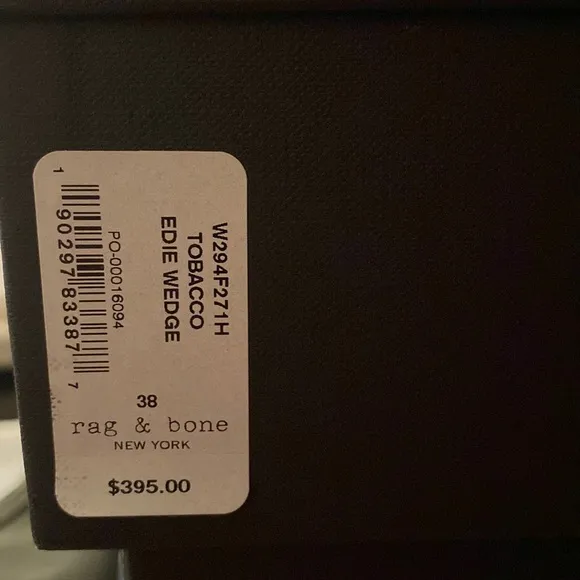 W294F271H
TOBACCO
EDIE WEDGE
PO-00016094
1 90297 83387 7
38
rag & bone
NEW YORK
$395.00